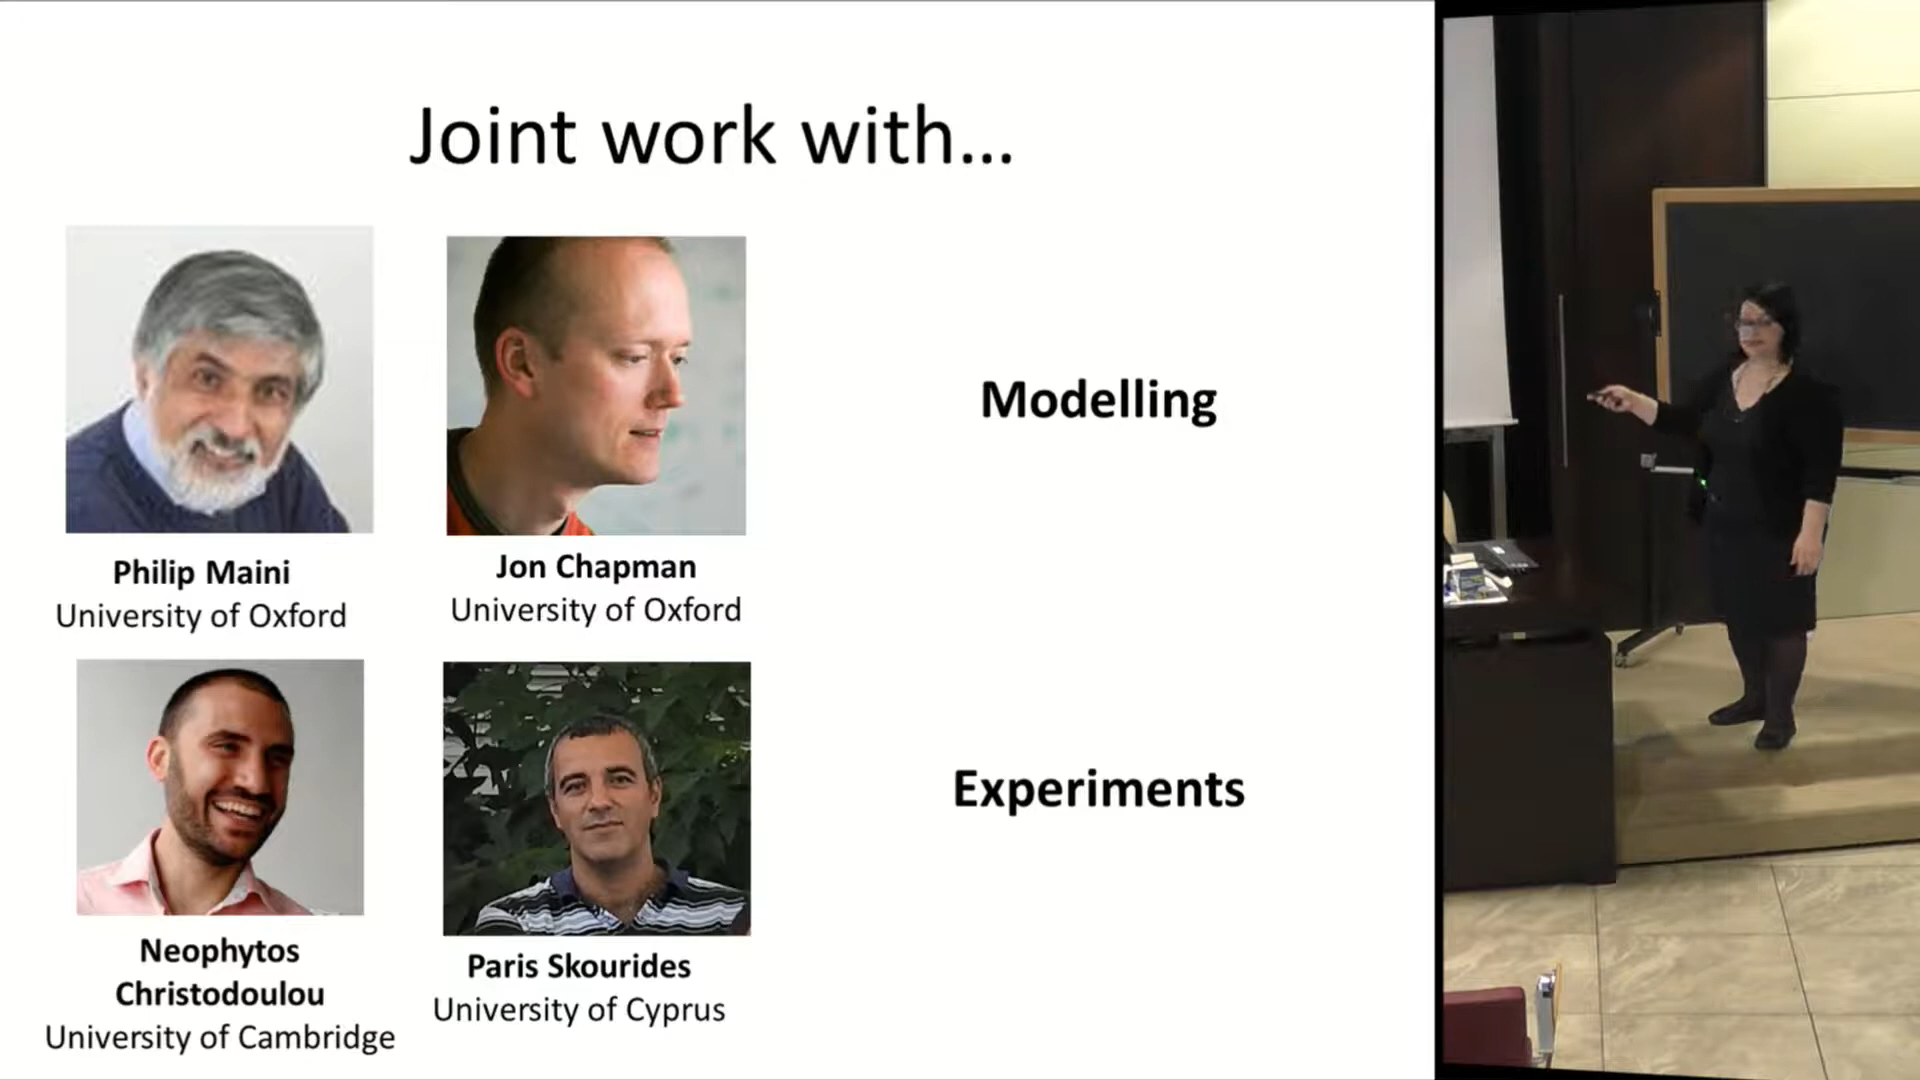 Joint work with...
Philip Maini
University of Oxford
Jon Chapman
University of Oxford
Modelling
Neophytos
Christodoulou
University of Cambridge
Paris Skourides
University of Cyprus
Experiments